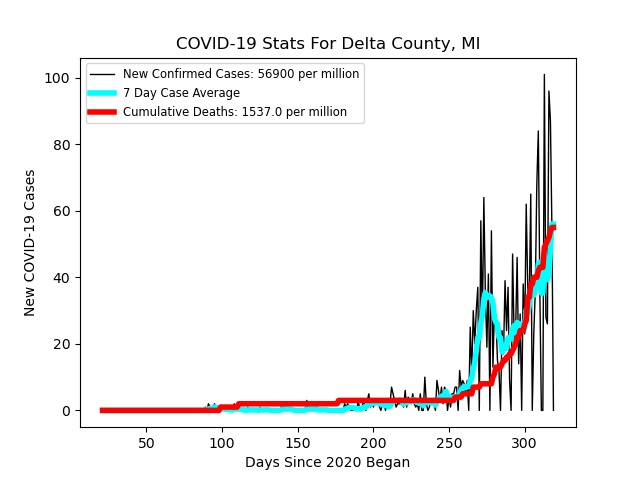 COVID-19 Stats For Delta County, MI
New Confirmed Cases: 56900 per million
7 Day Case Average
Cumulative Deaths: 1537.0 per million
100
80
60
40
20
0
New COVID-19 Cases
50 100 150 200 250 300
Days Since 2020 Began